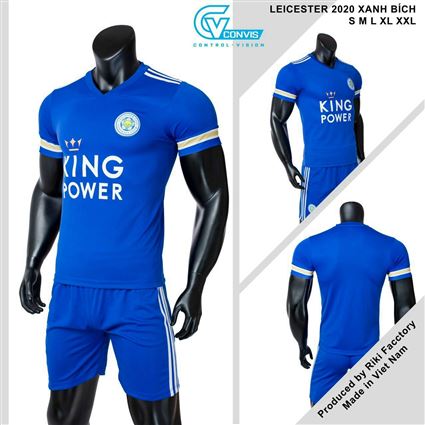 CONVIS
CONTROL-VISION
LEICESTER 2020 XANH BÍCH
S M L XL XXL
KING
POWER
KING
POWER
Produced by Riki Facctory
Made in Viet Nam